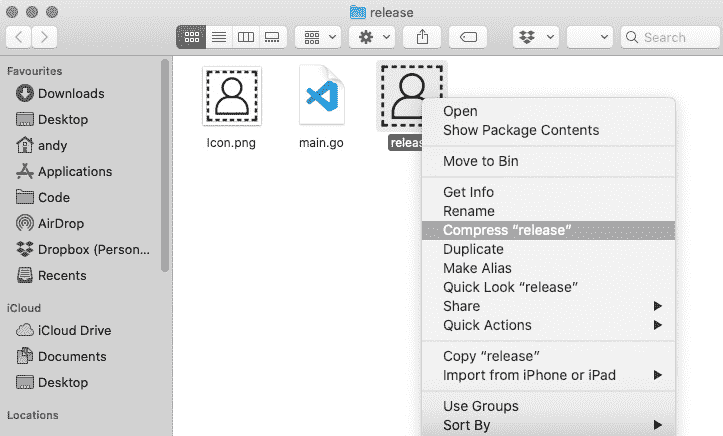 release
Search
Favourites
Downloads
Desktop
andy
Applications
Code
AirDrop
Dropbox (Person...
Recents
iCloud
iCloud Drive
Documents
Desktop
Locations
Icon.png
main.go
Open
Show Package Contents
Move to Bin
Get Info
Rename
Compress “release”
Duplicate
Make Alias
Quick Look “release”
Share
Quick Actions
Copy “release”
Import from iPhone or iPad
Use Groups
Sort By